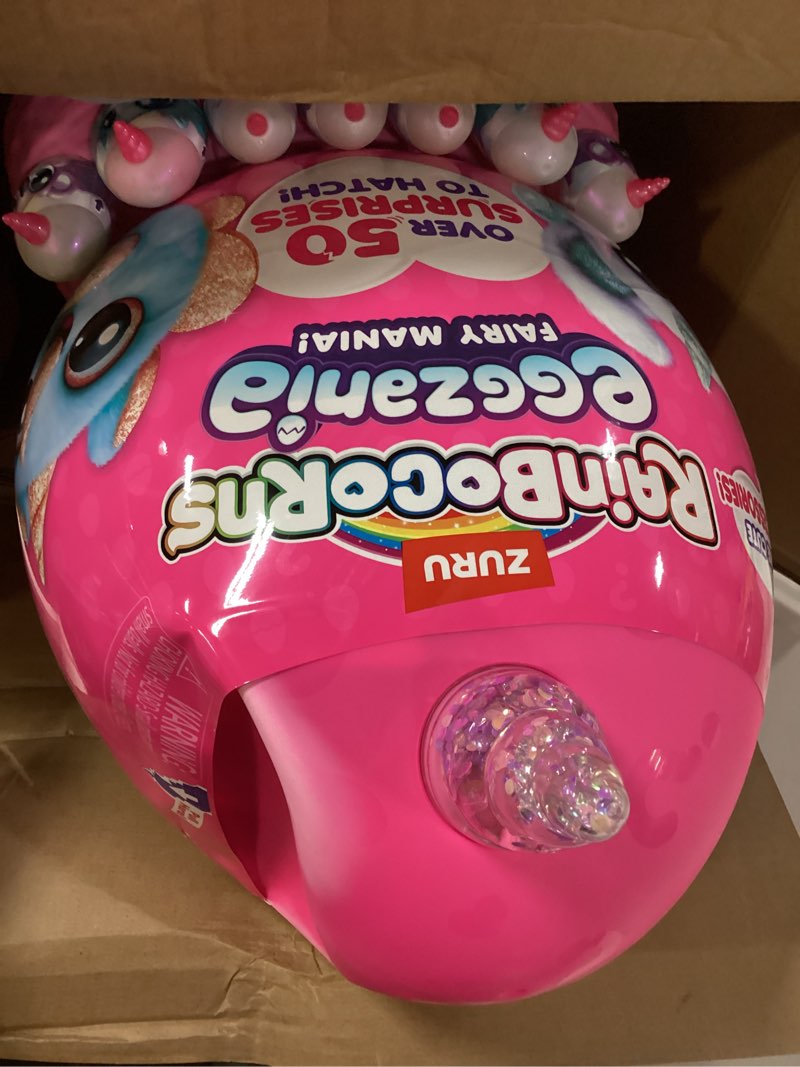 ZURU
RAinBOCORnS
eggzania
FAIRY MANIA!
OVER 50
SURPRISES
TO HATCH!
WARNING